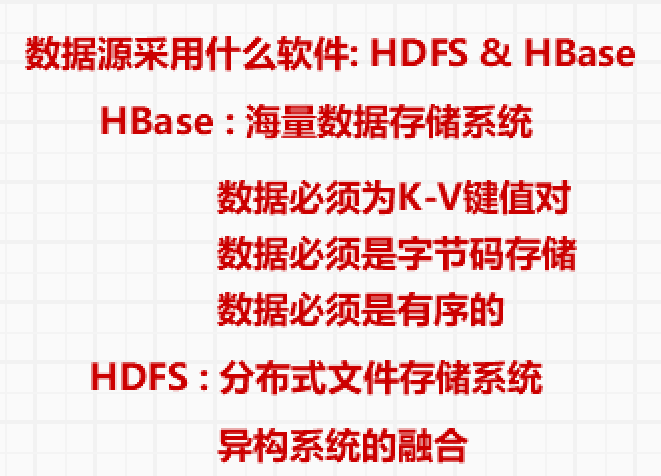 数据源采用什么软件: HDFS & HBase
HBase : 海量数据存储系统
数据必须为K-V键值对
数据必须是字节码存储
数据必须是有序的
HDFS : 分布式文件存储系统
异构系统的融合